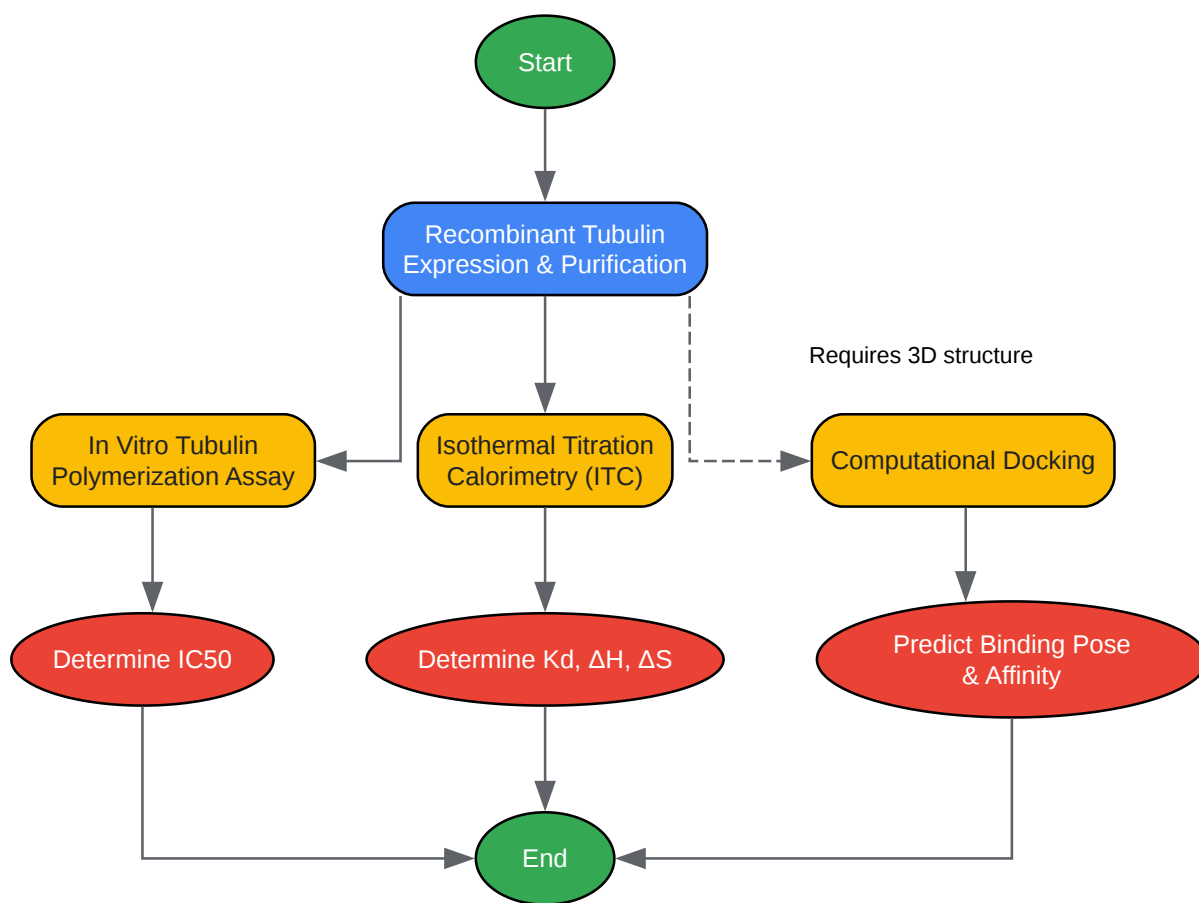 Start
Recombinant Tubulin
Expression & Purification
Requires 3D structure
In Vitro Tubulin
Polymerization Assay
Isothermal Titration
Calorimetry (ITC)
Computational Docking
Determine IC50
Determine Kd, ΔH, ΔS
Predict Binding Pose
& Affinity
End